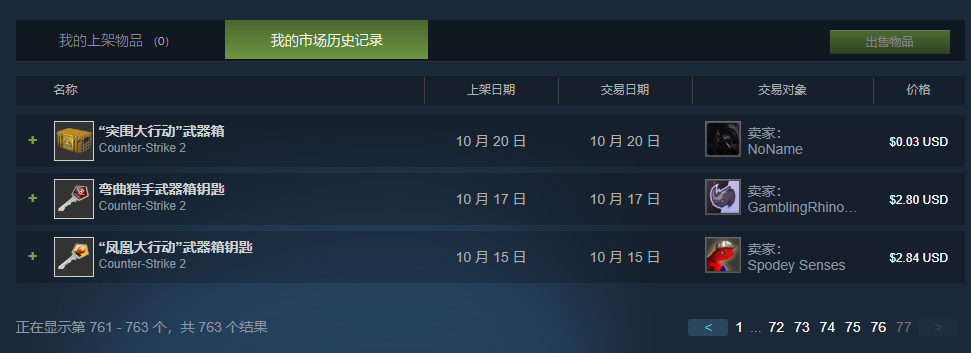 我的上架物品 (0)
我的市场历史记录
出售物品
名称 上架日期 交易日期 交易对象 价格
+ “突围大行动”武器箱
Counter-Strike 2
10 月 20 日 10 月 20 日
卖家：
NoName
$0.03 USD
+ 弯曲猎手武器箱钥匙
Counter-Strike 2
10 月 17 日 10 月 17 日
卖家：
GamblingRhino…
$2.80 USD
+ “凤凰大行动”武器箱钥匙
Counter-Strike 2
10 月 15 日 10 月 15 日
卖家：
Spodey Senses
$2.84 USD
正在显示第 761 - 763 个，共 763 个结果
< 1 ... 72 73 74 75 76 77 >